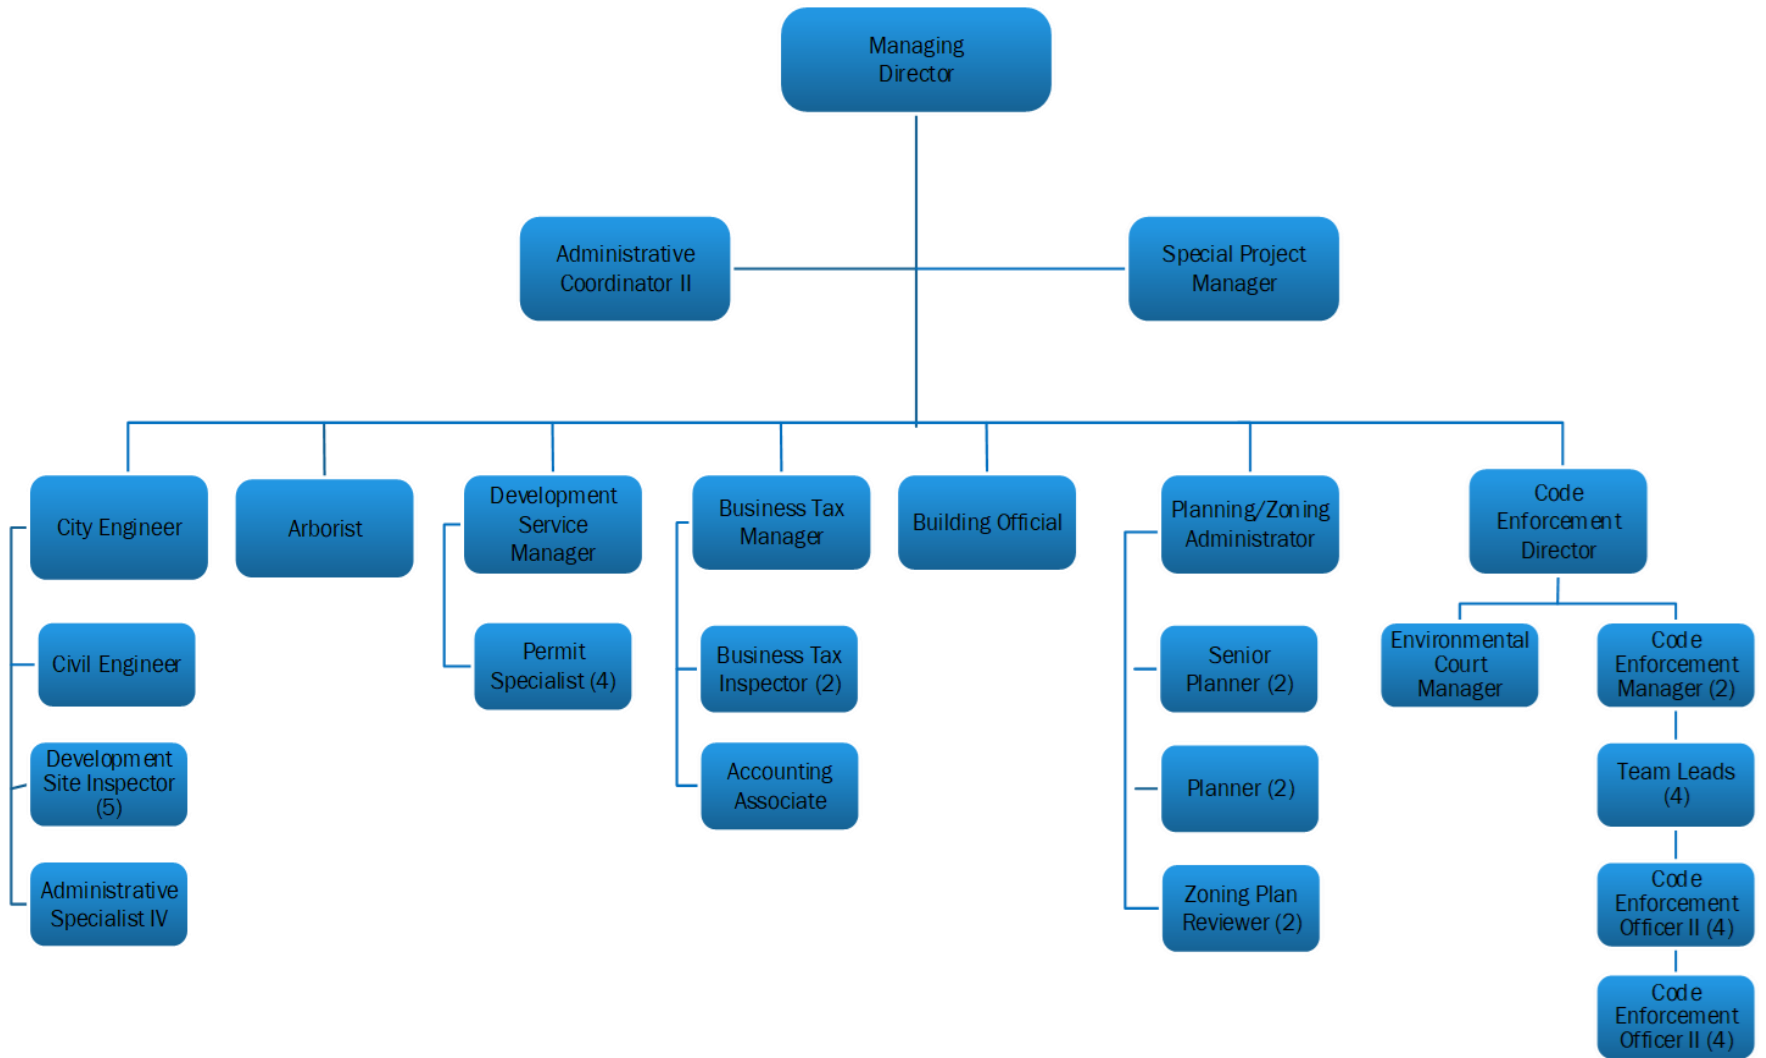 Managing
Director
Administrative
Coordinator II
Special Project
Manager
City Engineer
Arborist
Development
Service
Manager
Business Tax
Manager
Building Official
Planning/Zoning
Administrator
Code
Enforcement
Director
Civil Engineer
Development
Site Inspector
(5)
Administrative
Specialist IV
Permit
Specialist (4)
Business Tax
Inspector (2)
Accounting
Associate
Senior
Planner (2)
Planner (2)
Zoning Plan
Reviewer (2)
Environmental
Court
Manager
Code
Enforcement
Manager (2)
Team Leads
(4)
Code
Enforcement
Officer II (4)
Code
Enforcement
Officer II (4)